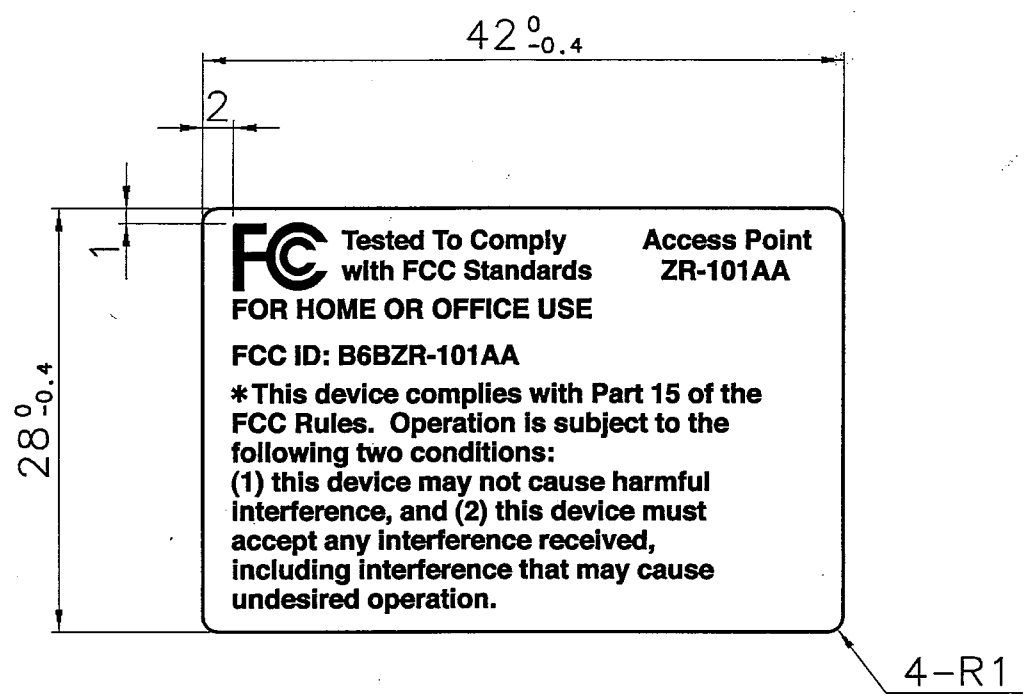 42 0 -0.4
2
1
28 0 -0.4
FC Tested To Comply
with FCC Standards
Access Point
ZR-101AA
FOR HOME OR OFFICE USE
FCC ID: B6BZR-101AA
*This device complies with Part 15 of the
FCC Rules. Operation is subject to the
following two conditions:
(1) this device may not cause harmful
interference, and (2) this device must
accept any interference received,
including interference that may cause
undesired operation.
4-R1